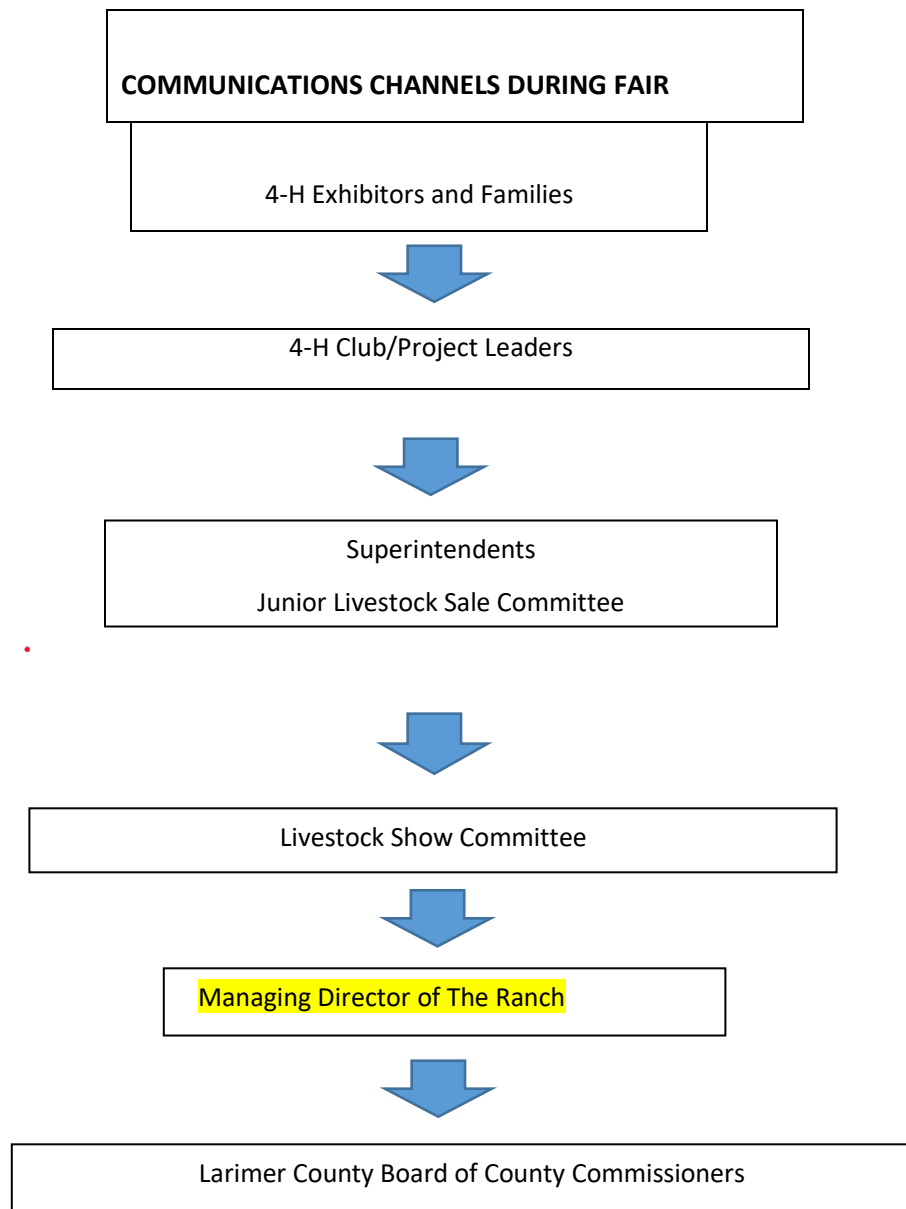 COMMUNICATIONS CHANNELS DURING FAIR
4-H Exhibitors and Families
4-H Club/Project Leaders
Superintendents
Junior Livestock Sale Committee
Livestock Show Committee
Managing Director of The Ranch
Larimer County Board of County Commissioners